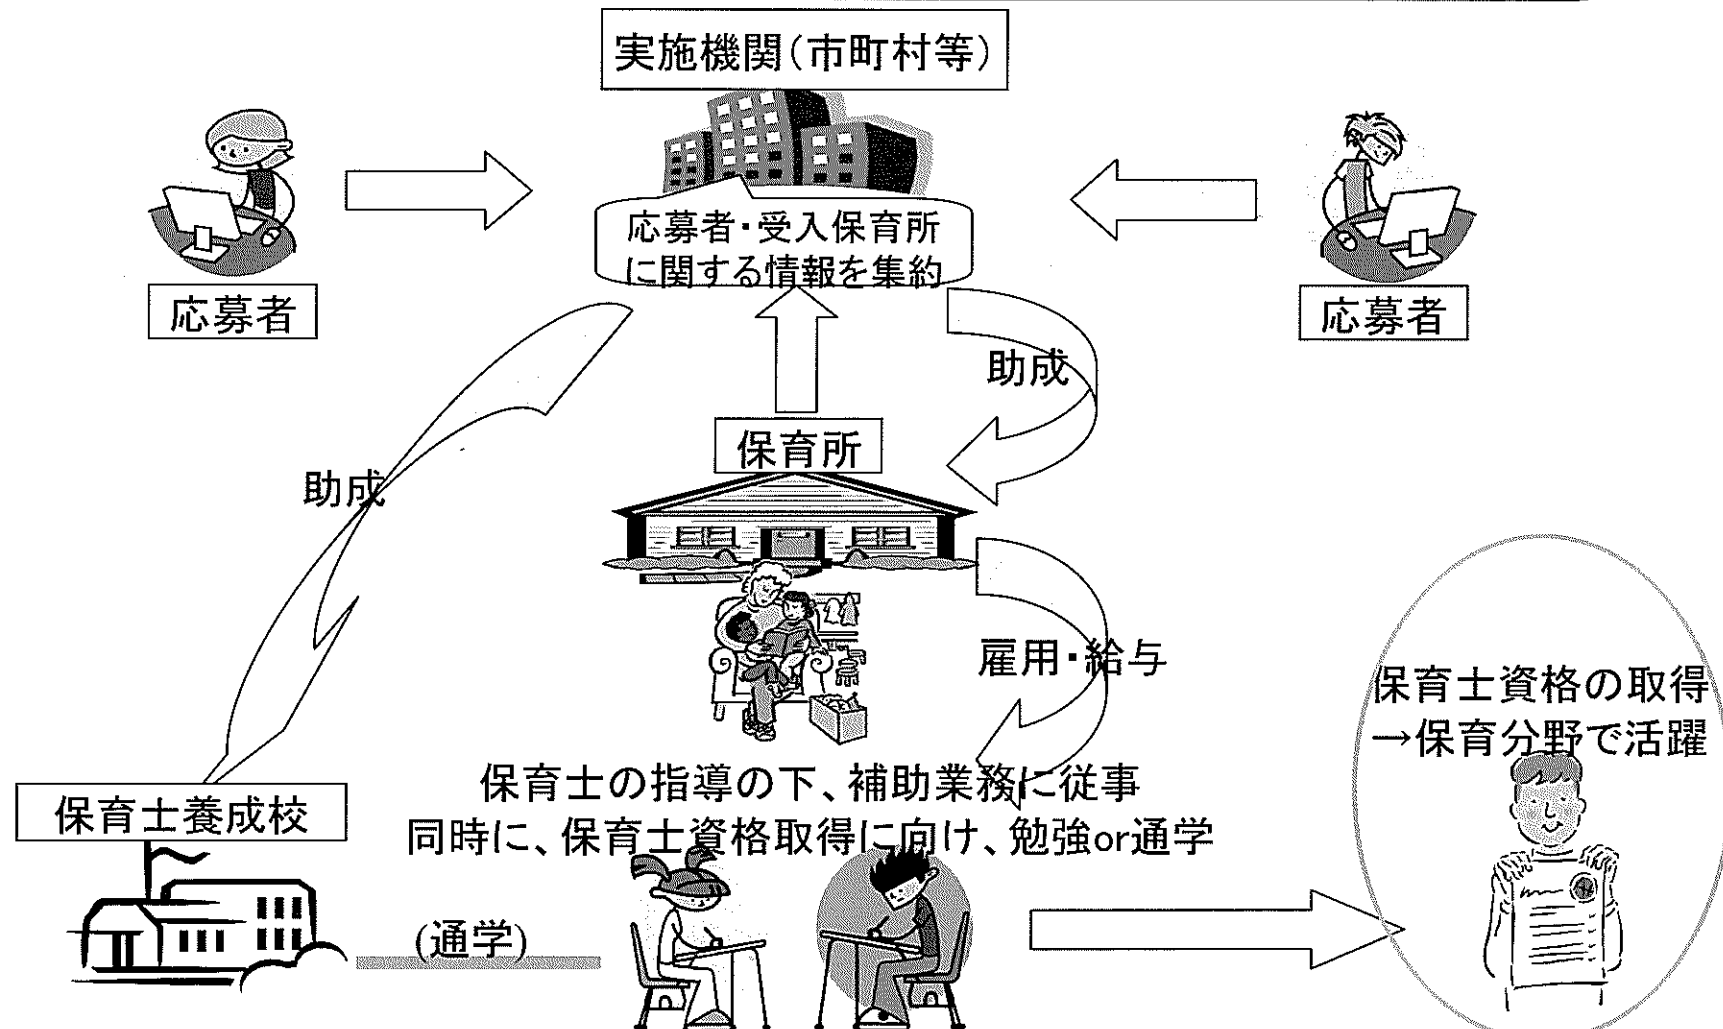 実施機関(市町村等)
応募者・受入保育所
に関する情報を集約
応募者
応募者
助成
保育所
助成
雇用・給与
保育士資格の取得
→保育分野で活躍
保育士の指導の下、補助業務に従事
同時に、保育士資格取得に向け、勉強or通学
保育士養成校
(通学)